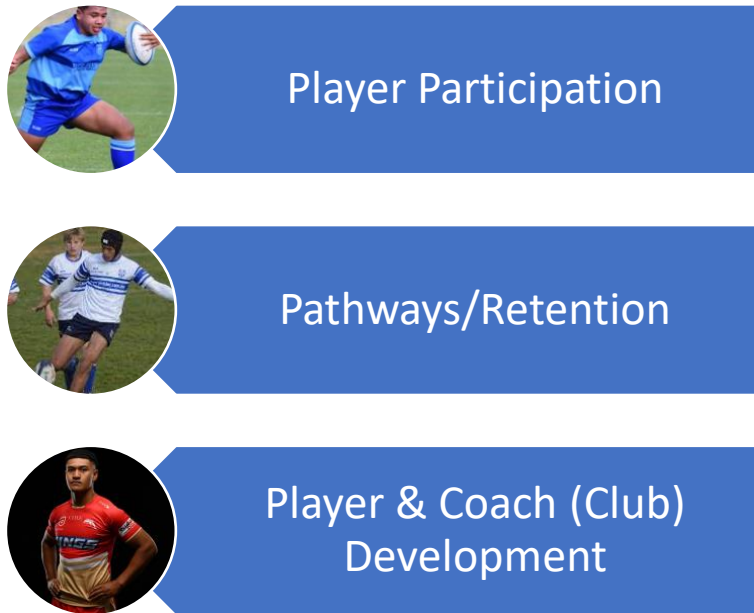 Player Participation
Pathways/Retention
Player & Coach (Club)
Development